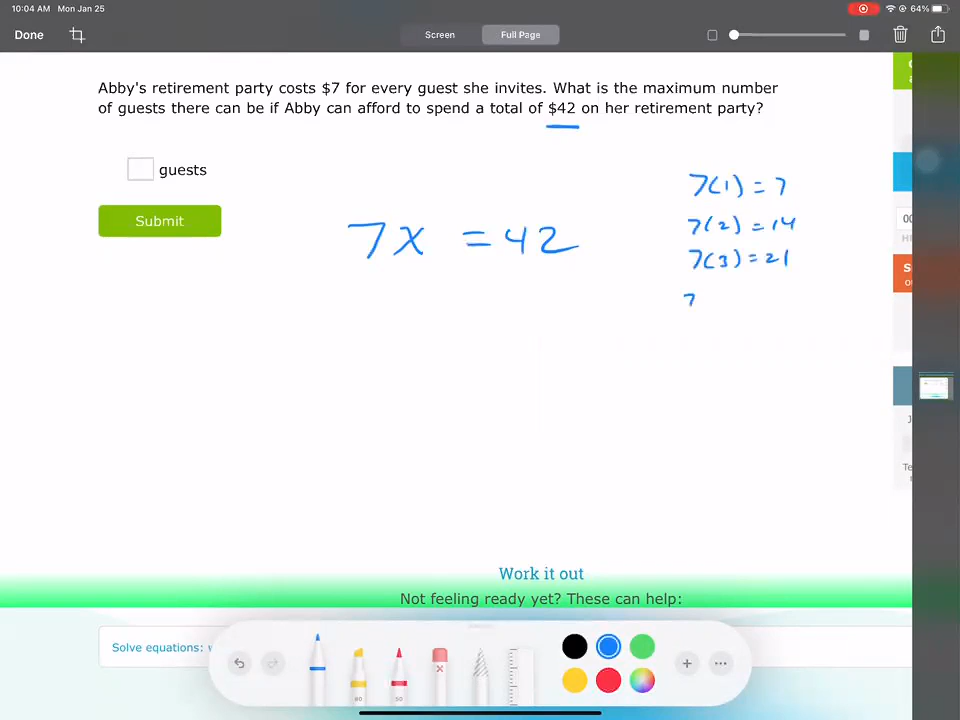 10:04 AM Mon Jan 25
64%
Done
Screen
Full Page
Abby's retirement party costs $7 for every guest she invites. What is the maximum number
of guests there can be if Abby can afford to spend a total of $42 on her retirement party?
guests
Submit
7x = 42
7(1) = 7
7(2) = 14
7(3) = 21
7
Work it out
Not feeling ready yet? These can help:
Solve equations:
80
50